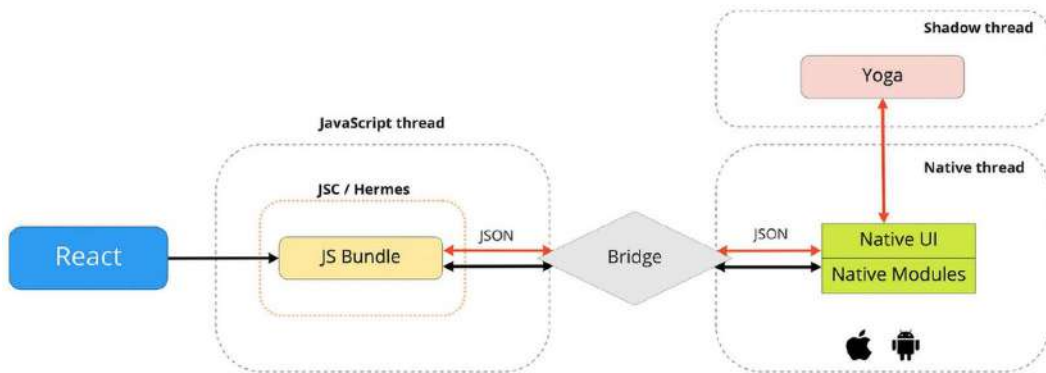 Shadow thread
Yoga
JavaScript thread
Native thread
JSC / Hermes
React
JS Bundle
JSON
Bridge
JSON
Native UI
Native Modules